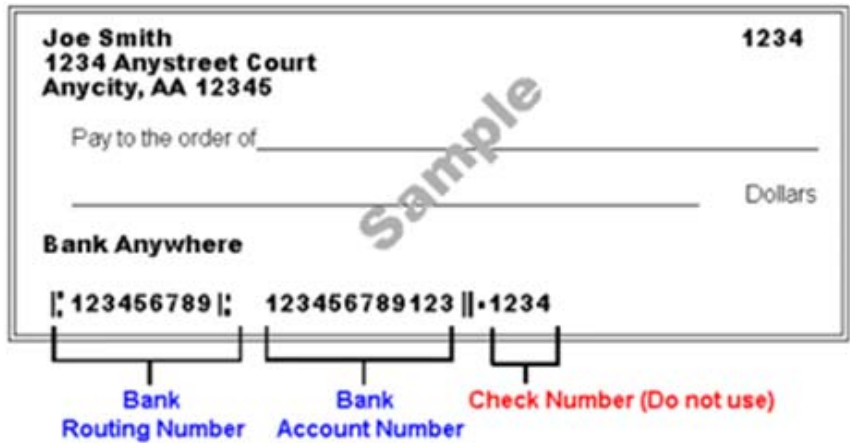 Joe Smith 1234
1234 Anystreet Court
Anycity, AA 12345
Sample
Pay to the order of
Dollars
Bank Anywhere
|: 123456789 |: 123456789123 ||· 1234
Bank Bank Check Number (Do not use)
Routing Number Account Number